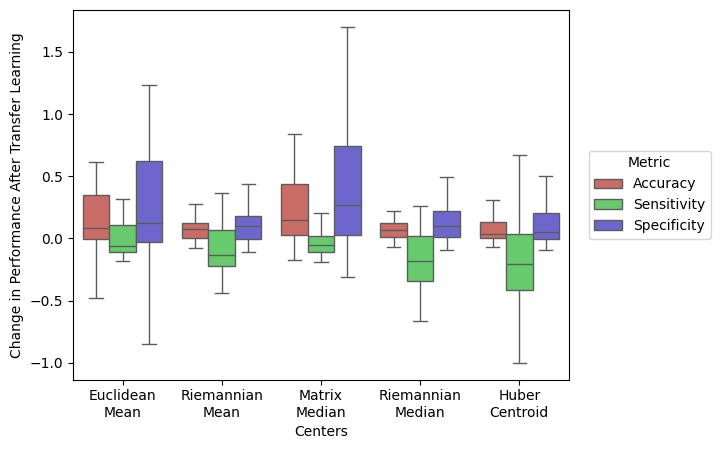 Change in Performance After Transfer Learning
1.5
1.0
0.5
0.0
−0.5
−1.0
Euclidean
Mean
Riemannian
Mean
Matrix
Median
Riemannian
Median
Huber
Centroid
Centers
Metric
Accuracy
Sensitivity
Specificity